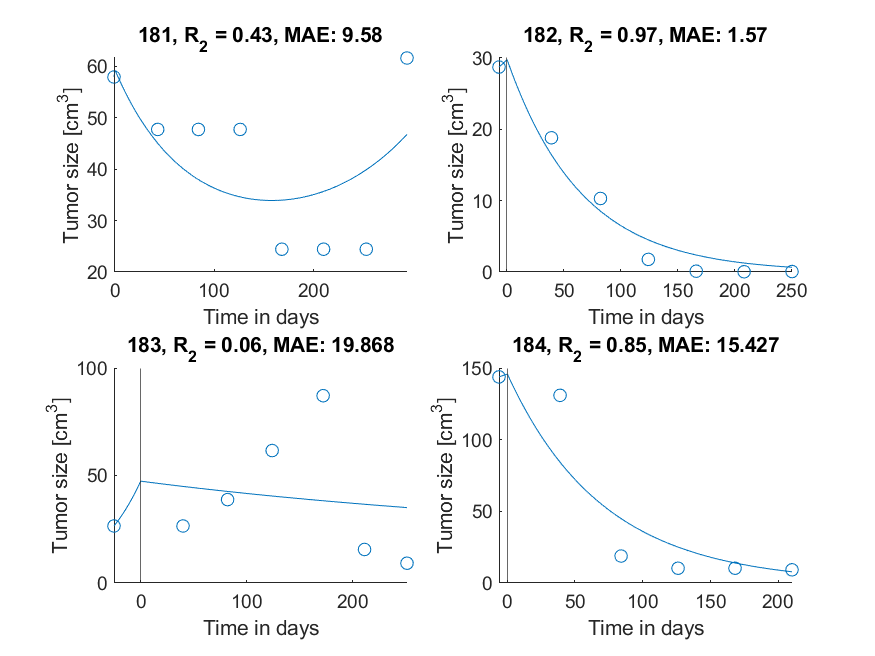 181, R2 = 0.43, MAE: 9.58
Tumor size [cm3]
60
50
40
30
20
0
100
200
Time in days
182, R2 = 0.97, MAE: 1.57
Tumor size [cm3]
30
20
10
0
0
50
100
150
200
250
Time in days
183, R2 = 0.06, MAE: 19.868
Tumor size [cm3]
100
50
0
0
100
200
Time in days
184, R2 = 0.85, MAE: 15.427
Tumor size [cm3]
150
100
50
0
0
50
100
150
200
Time in days